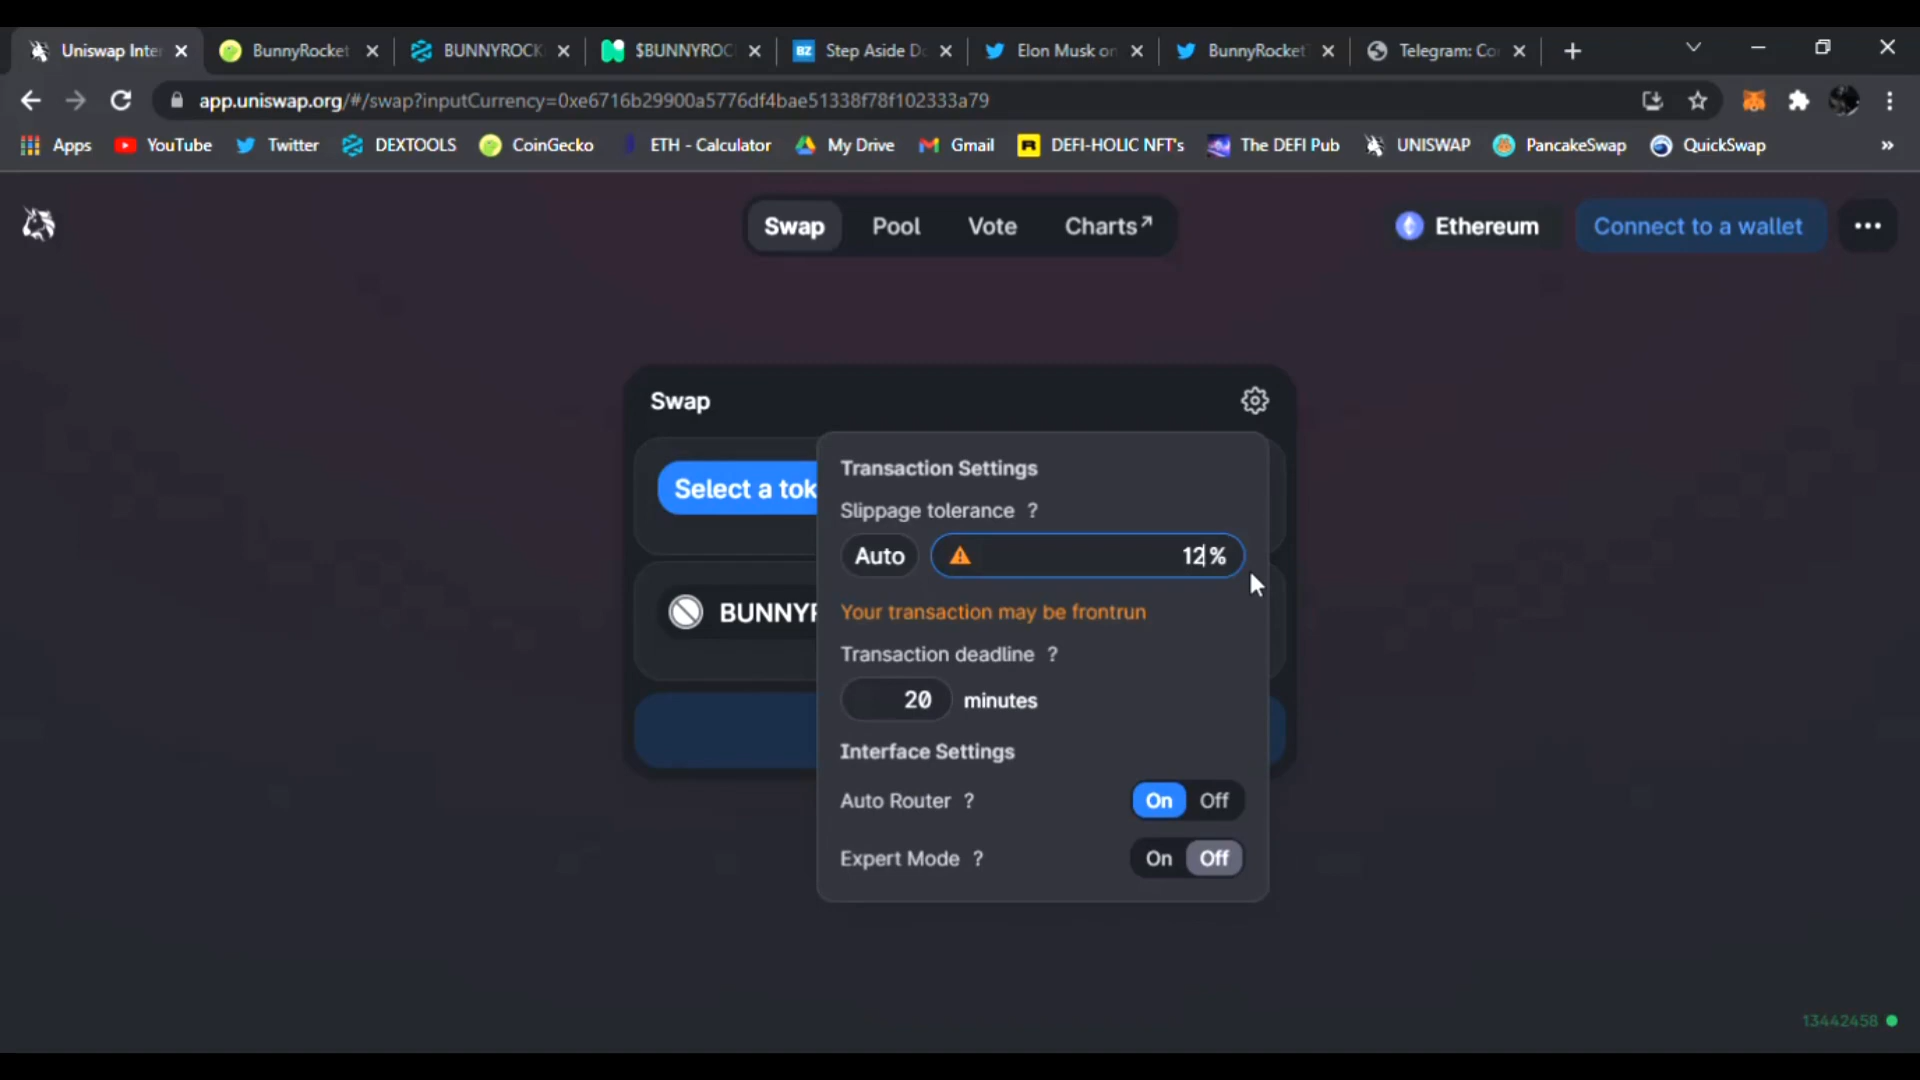 Uniswap Inte
BunnyRocket
BUNNYROCK
$BUNNYROC
BZ
Step Aside D
Elon Musk on
BunnyRocket
Telegram: Co
app.uniswap.org/#/swap?inputCurrency=0xe6716b29900a5776df4bae51338f78f102333a79
Apps
YouTube
Twitter
DEXTOOLS
CoinGecko
ETH - Calculator
My Drive
Gmail
DEFI-HOLIC NFT's
The DEFI Pub
UNISWAP
PancakeSwap
QuickSwap
»
Swap
Pool
Vote
Charts↗
Ethereum
Connect to a wallet
Swap
Select a tok
BUNNYR
Transaction Settings
Slippage tolerance ?
Auto
12%
Your transaction may be frontrun
Transaction deadline ?
20 minutes
Interface Settings
Auto Router ?
On Off
Expert Mode ?
On Off
13442458